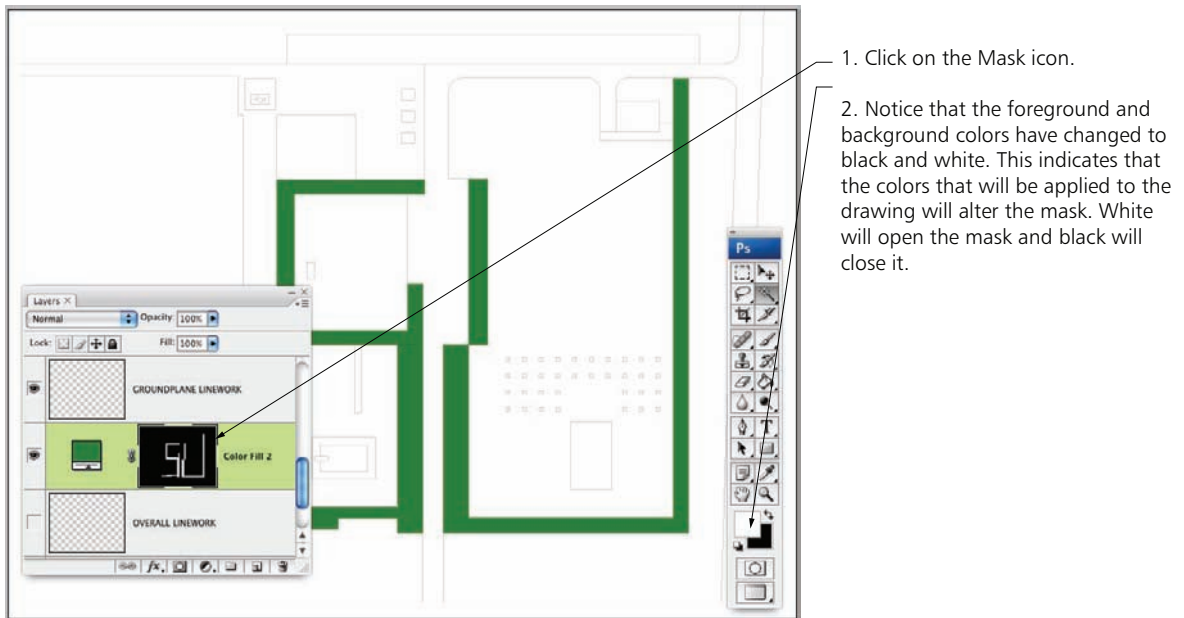 1. Click on the Mask icon.
2. Notice that the foreground and
background colors have changed to
black and white. This indicates that
the colors that will be applied to the
drawing will alter the mask. White
will open the mask and black will
close it.
Ps
Layers ×
Normal Opacity: 100%
Lock: Fill: 100%
GROUNDPLANE LINEWORK
Color Fill 2
OVERALL LINEWORK
fx.
T